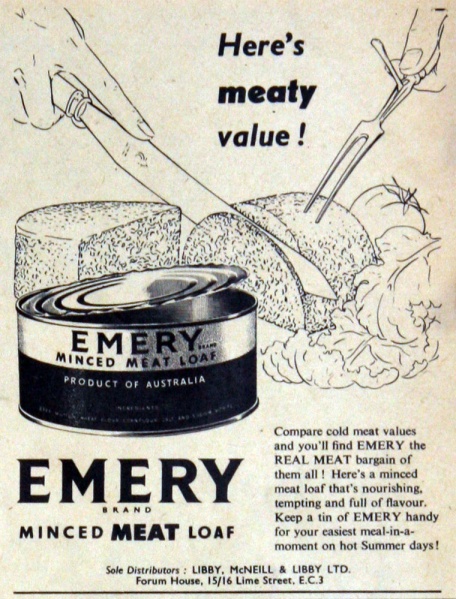 Here's
meaty
value!
EMERY BRAND
MINCED MEAT LOAF
PRODUCT OF AUSTRALIA
INGREDIENTS
EMERY
BRAND
MINCED MEAT LOAF
Compare cold meat values
and you'll find EMERY the
REAL MEAT bargain of
them all! Here's a minced
meat loaf that's nourishing,
tempting and full of flavour.
Keep a tin of EMERY handy
for your easiest meal-in-a-
moment on hot Summer days!
Sole Distributors : LIBBY, McNEILL & LIBBY LTD.
Forum House, 15/16 Lime Street, E.C.3